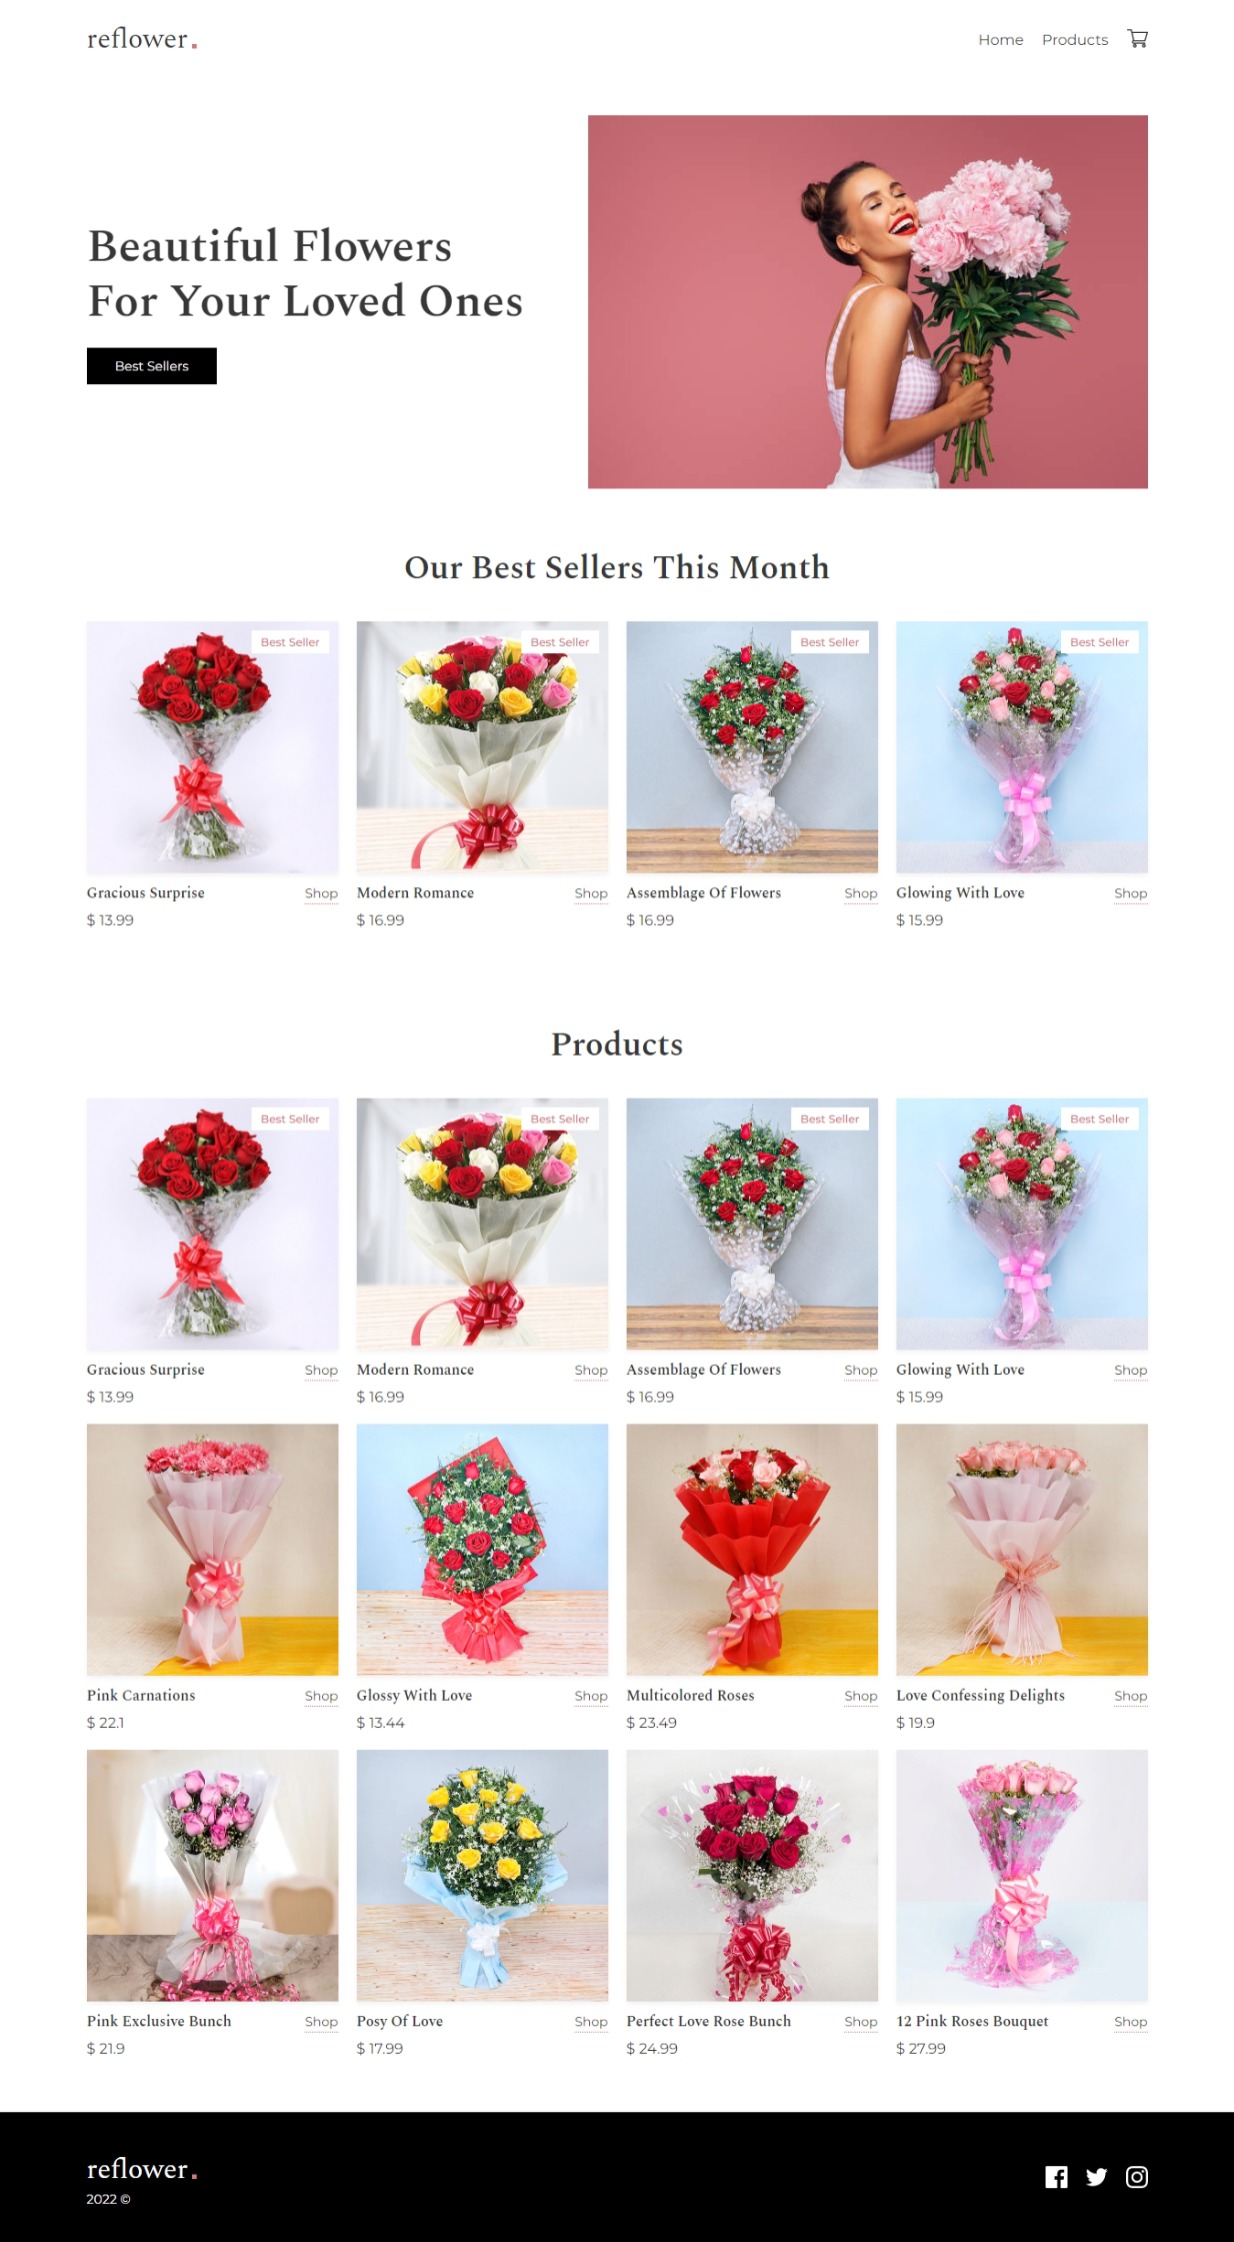 reflower.
Home Products
Beautiful Flowers
For Your Loved Ones
Best Sellers
Our Best Sellers This Month
Best Seller Best Seller Best Seller Best Seller
Gracious Surprise Shop Modern Romance Shop Assemblage Of Flowers Shop Glowing With Love Shop
$ 13.99 $ 16.99 $ 16.99 $ 15.99
Products
Best Seller Best Seller Best Seller Best Seller
Gracious Surprise Shop Modern Romance Shop Assemblage Of Flowers Shop Glowing With Love Shop
$ 13.99 $ 16.99 $ 16.99 $ 15.99
Pink Carnations Shop Glossy With Love Shop Multicolored Roses Shop Love Confessing Delights Shop
$ 22.1 $ 13.44 $ 23.49 $ 19.9
Pink Exclusive Bunch Shop Posy Of Love Shop Perfect Love Rose Bunch Shop 12 Pink Roses Bouquet Shop
$ 21.9 $ 17.99 $ 24.99 $ 27.99
reflower.
2022 ©